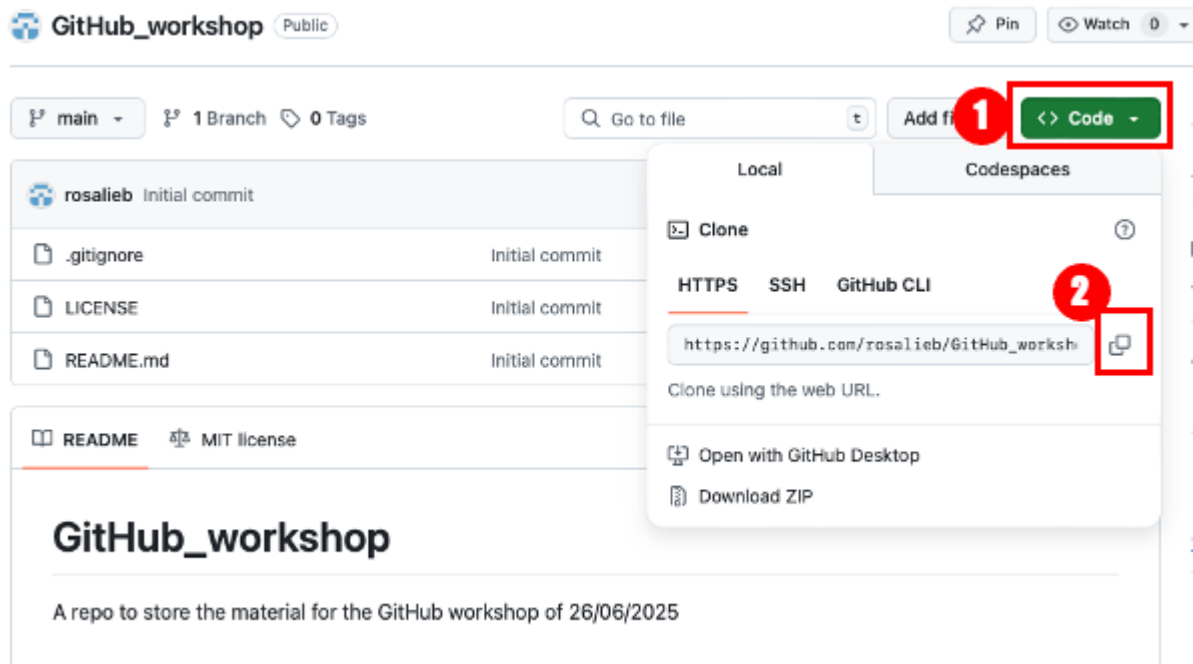 GitHub_workshop Public Pin Watch 0
main 1 Branch 0 Tags Go to file t Add fi 1 <> Code
Local Codespaces
rosalieb Initial commit
Clone
.gitignore Initial commit
HTTPS SSH GitHub CLI
2
LICENSE Initial commit
https://github.com/rosalieb/GitHub_worksh
README.md Initial commit
Clone using the web URL.
README MIT license
Open with GitHub Desktop
Download ZIP
GitHub_workshop
A repo to store the material for the GitHub workshop of 26/06/2025